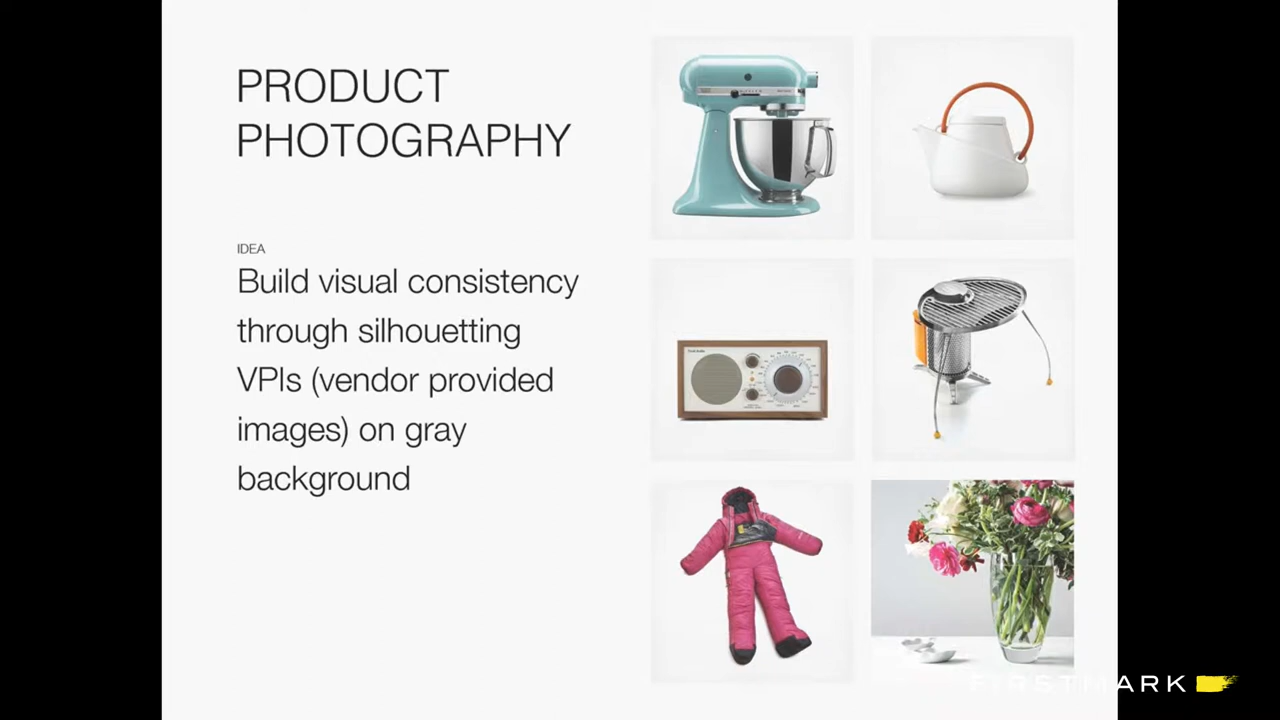 PRODUCT
PHOTOGRAPHY
IDEA
Build visual consistency
through silhouetting
VPIs (vendor provided
images) on gray
background
FIRSTMARK